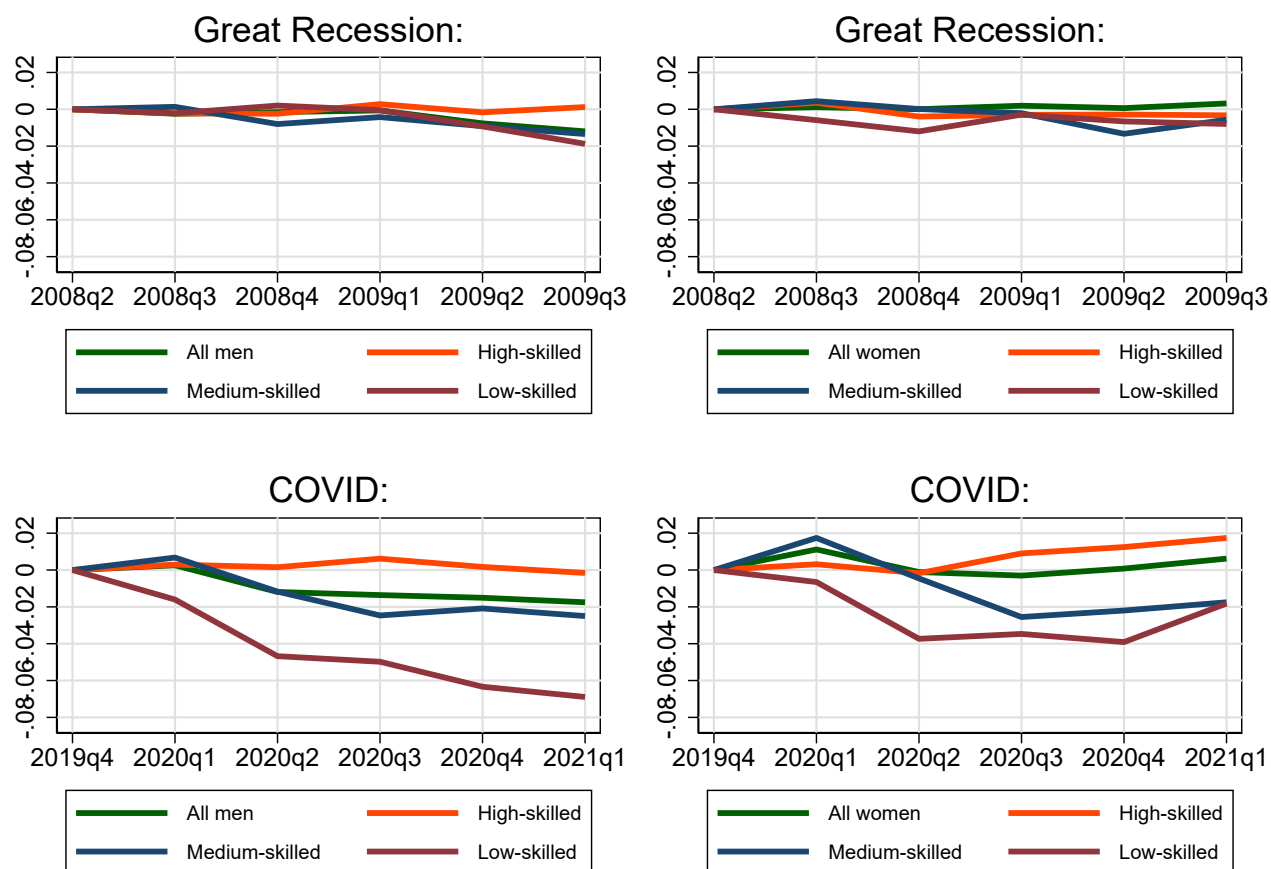 Great Recession:
-.08-.06-.04-.02 0 .02
2008q2 2008q3 2008q4 2009q1 2009q2 2009q3
All men High-skilled
Medium-skilled Low-skilled
Great Recession:
-.08-.06-.04-.02 0 .02
2008q2 2008q3 2008q4 2009q1 2009q2 2009q3
All women High-skilled
Medium-skilled Low-skilled
COVID:
-.08-.06-.04-.02 0 .02
2019q4 2020q1 2020q2 2020q3 2020q4 2021q1
All men High-skilled
Medium-skilled Low-skilled
COVID:
-.08-.06-.04-.02 0 .02
2019q4 2020q1 2020q2 2020q3 2020q4 2021q1
All women High-skilled
Medium-skilled Low-skilled